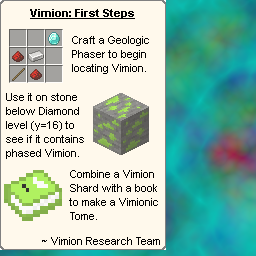 Vimion: First Steps
Craft a Geologic
Phaser to begin
locating Vimion.
Use it on stone
below Diamond
level (y=16) to
see if it contains
phased Vimion.
Combine a Vimion
Shard with a book
to make a Vimionic
Tome.
~ Vimion Research Team